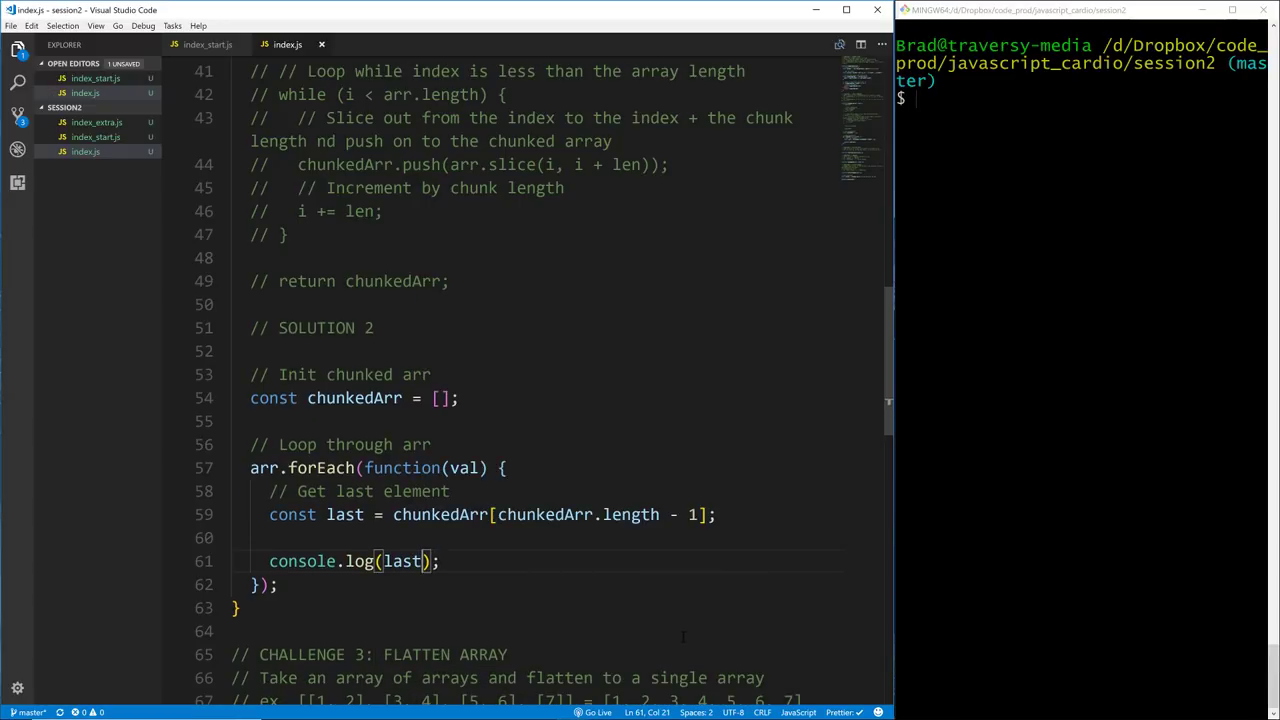 index.js - session2 - Visual Studio Code
File Edit Selection View Go Debug Tasks Help
EXPLORER
OPEN EDITORS 1 UNSAVED
index_start.js U
index.js U
SESSION2
index_extra.js U
index_start.js U
index.js U
index_start.js index.js ×
41 // Loop while index is less than the array length
42 // while (i < arr.length) {
43 // // Slice out from the index to the index + the chunk
length and push on to the chunked array
44 // chunkedArr.push(arr.slice(i, i + len));
45 // // Increment by chunk length
46 // i += len;
47 // }
48
49 // return chunkedArr;
50
51 // SOLUTION 2
52
53 // Init chunked arr
54 const chunkedArr = [];
55
56 // Loop through arr
57 arr.forEach(function(val) {
58 // Get last element
59 const last = chunkedArr[chunkedArr.length - 1];
60
61 console.log(last);
62 });
63 }
64
65 // CHALLENGE 3: FLATTEN ARRAY
66 // Take an array of arrays and flatten to a single array
67 // ex. [[1, 2], [3, 4], [5, 6], [7]] = [1, 2, 3, 4, 5, 6, 7]
master* 0 0 Go Live Ln 61, Col 21 Spaces: 2 UTF-8 CRLF JavaScript Prettier: ✓
MINGW64:/d/Dropbox/code_prod/javascript_cardio/session2
Brad@traversy-media /d/Dropbox/code_
prod/javascript_cardio/session2 (mas
ter)
$